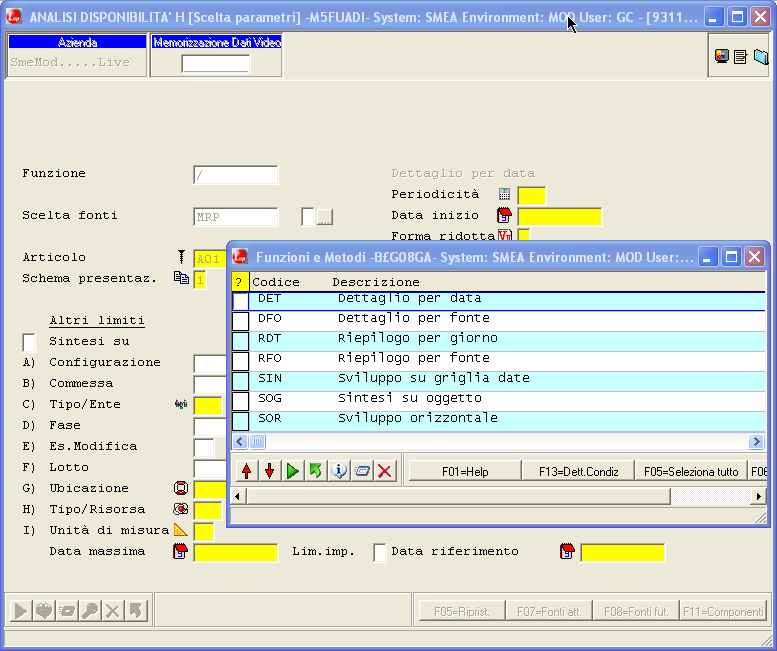 ANALISI DISPONIBILITA' H [Scelta parametri] -M5FUADI- System: SMEA Environment: MOD User: GC - [9311...
Azienda
Memorizzazione Dati Video
SmeMod.....Live
Funzione /
Dettaglio per data
Periodicità
Scelta fonti MRP
Data inizio
Forma ridotta
Articolo A01
Schema presentaz. 1
Altri limiti
Sintesi su
A) Configurazione
B) Commessa
C) Tipo/Ente
D) Fase
E) Es.Modifica
F) Lotto
G) Ubicazione
H) Tipo/Risorsa
I) Unità di misura
Data massima
Lim.imp.
Data riferimento
Funzioni e Metodi -B£G08GA- System: SMEA Environment: MOD User:...
? Codice Descrizione
DET Dettaglio per data
DFO Dettaglio per fonte
RDT Riepilogo per giorno
RFO Riepilogo per fonte
SIN Sviluppo su griglia date
SOG Sintesi su oggetto
SOR Sviluppo orizzontale
F01=Help F13=Dett.Condiz F05=Seleziona tutto F06
F05=Riprist. F07=Fonti att. F08=Fonti fut. F11=Componenti